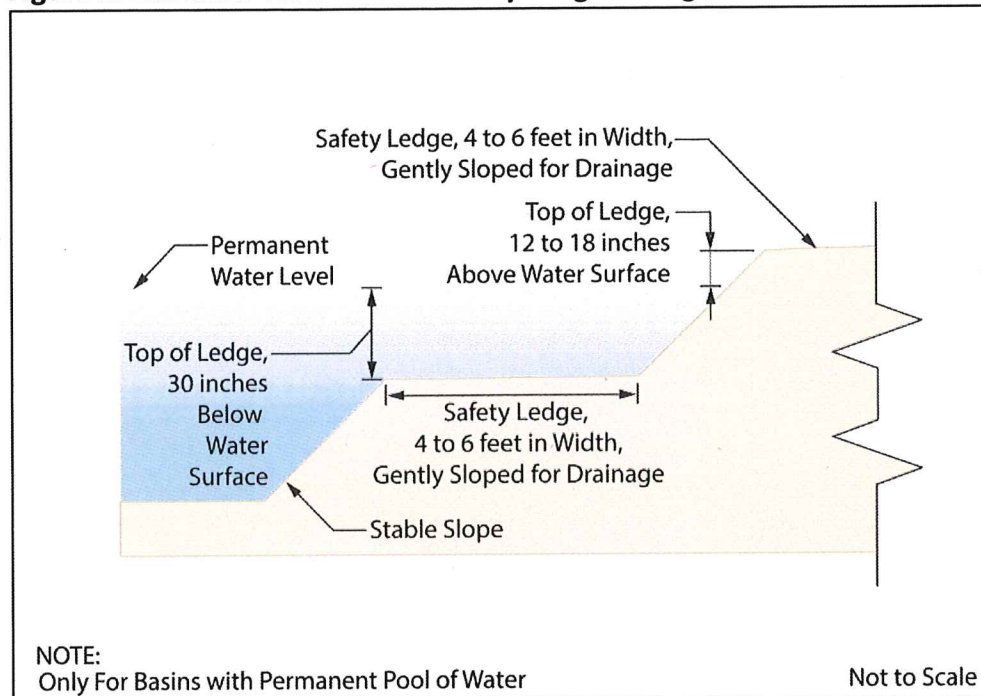 Safety Ledge, 4 to 6 feet in Width,
Gently Sloped for Drainage
Top of Ledge,
12 to 18 inches
Above Water Surface
Permanent
Water Level
Top of Ledge,
30 inches
Below
Water
Surface
Safety Ledge,
4 to 6 feet in Width,
Gently Sloped for Drainage
Stable Slope
NOTE:
Only For Basins with Permanent Pool of Water
Not to Scale